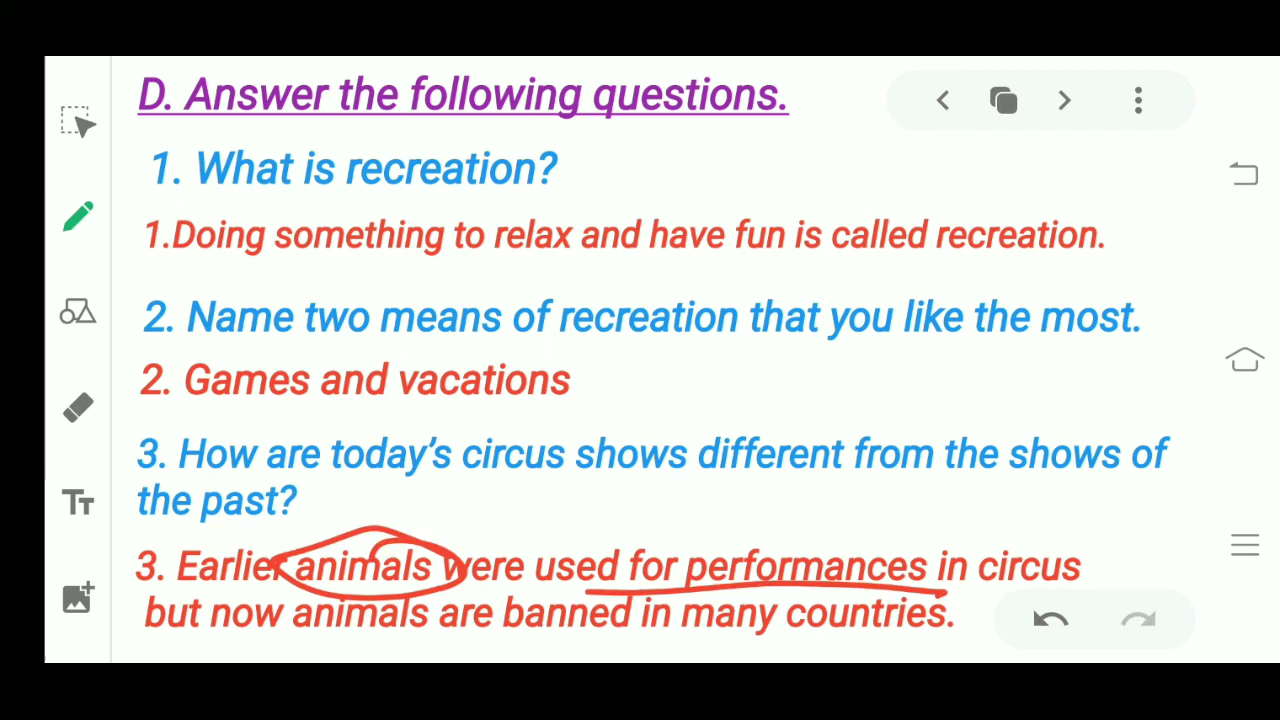 D. Answer the following questions.
1. What is recreation?
1.Doing something to relax and have fun is called recreation.
2. Name two means of recreation that you like the most.
2. Games and vacations
3. How are today’s circus shows different from the shows of
the past?
3. Earlier animals were used for performances in circus
but now animals are banned in many countries.
TT